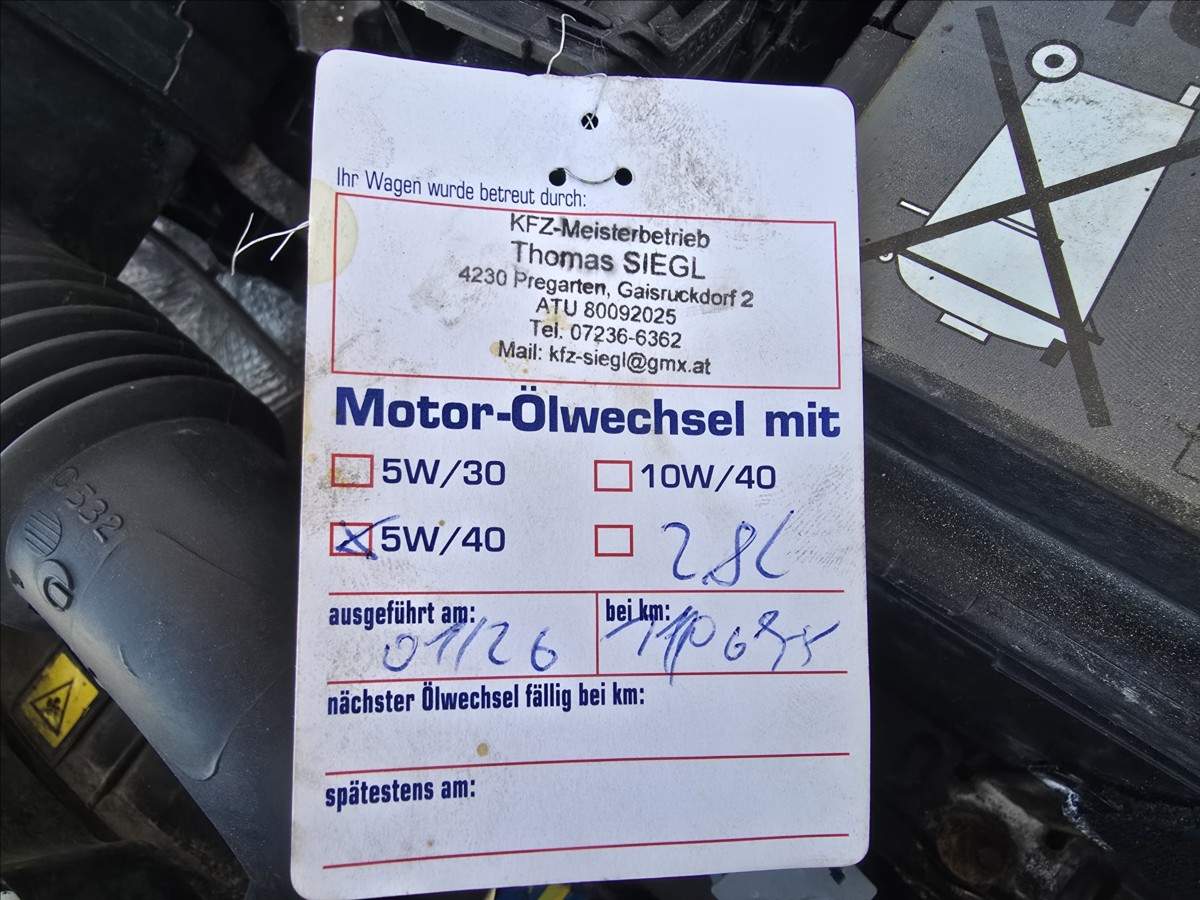 Ihr Wagen wurde betreut durch:
KFZ-Meisterbetrieb
Thomas SIEGL
4230 Pregarten, Gaisruckdorf 2
ATU 80092025
Tel. 07236-6362
Mail: kfz-siegl@gmx.at
Motor-Ölwechsel mit
5W/30 10W/40
5W/40 2,8L
ausgeführt am: bei km:
01/26
nächster Ölwechsel fällig bei km:
spätestens am:
532